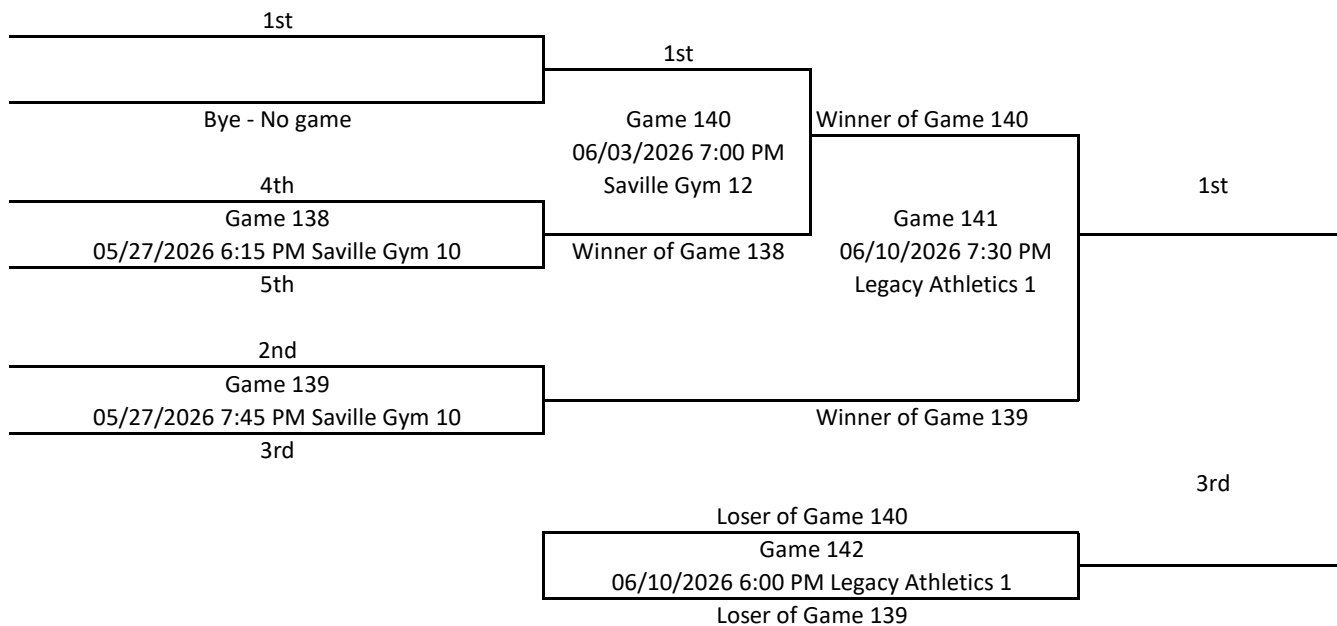 1st
1st
Bye - No game
Game 140
06/03/2026 7:00 PM
Saville Gym 12
Winner of Game 140
4th
Game 138
05/27/2026 6:15 PM Saville Gym 10
5th
Winner of Game 138
Game 141
06/10/2026 7:30 PM
Legacy Athletics 1
1st
2nd
Game 139
05/27/2026 7:45 PM Saville Gym 10
3rd
Winner of Game 139
3rd
Loser of Game 140
Game 142
06/10/2026 6:00 PM Legacy Athletics 1
Loser of Game 139